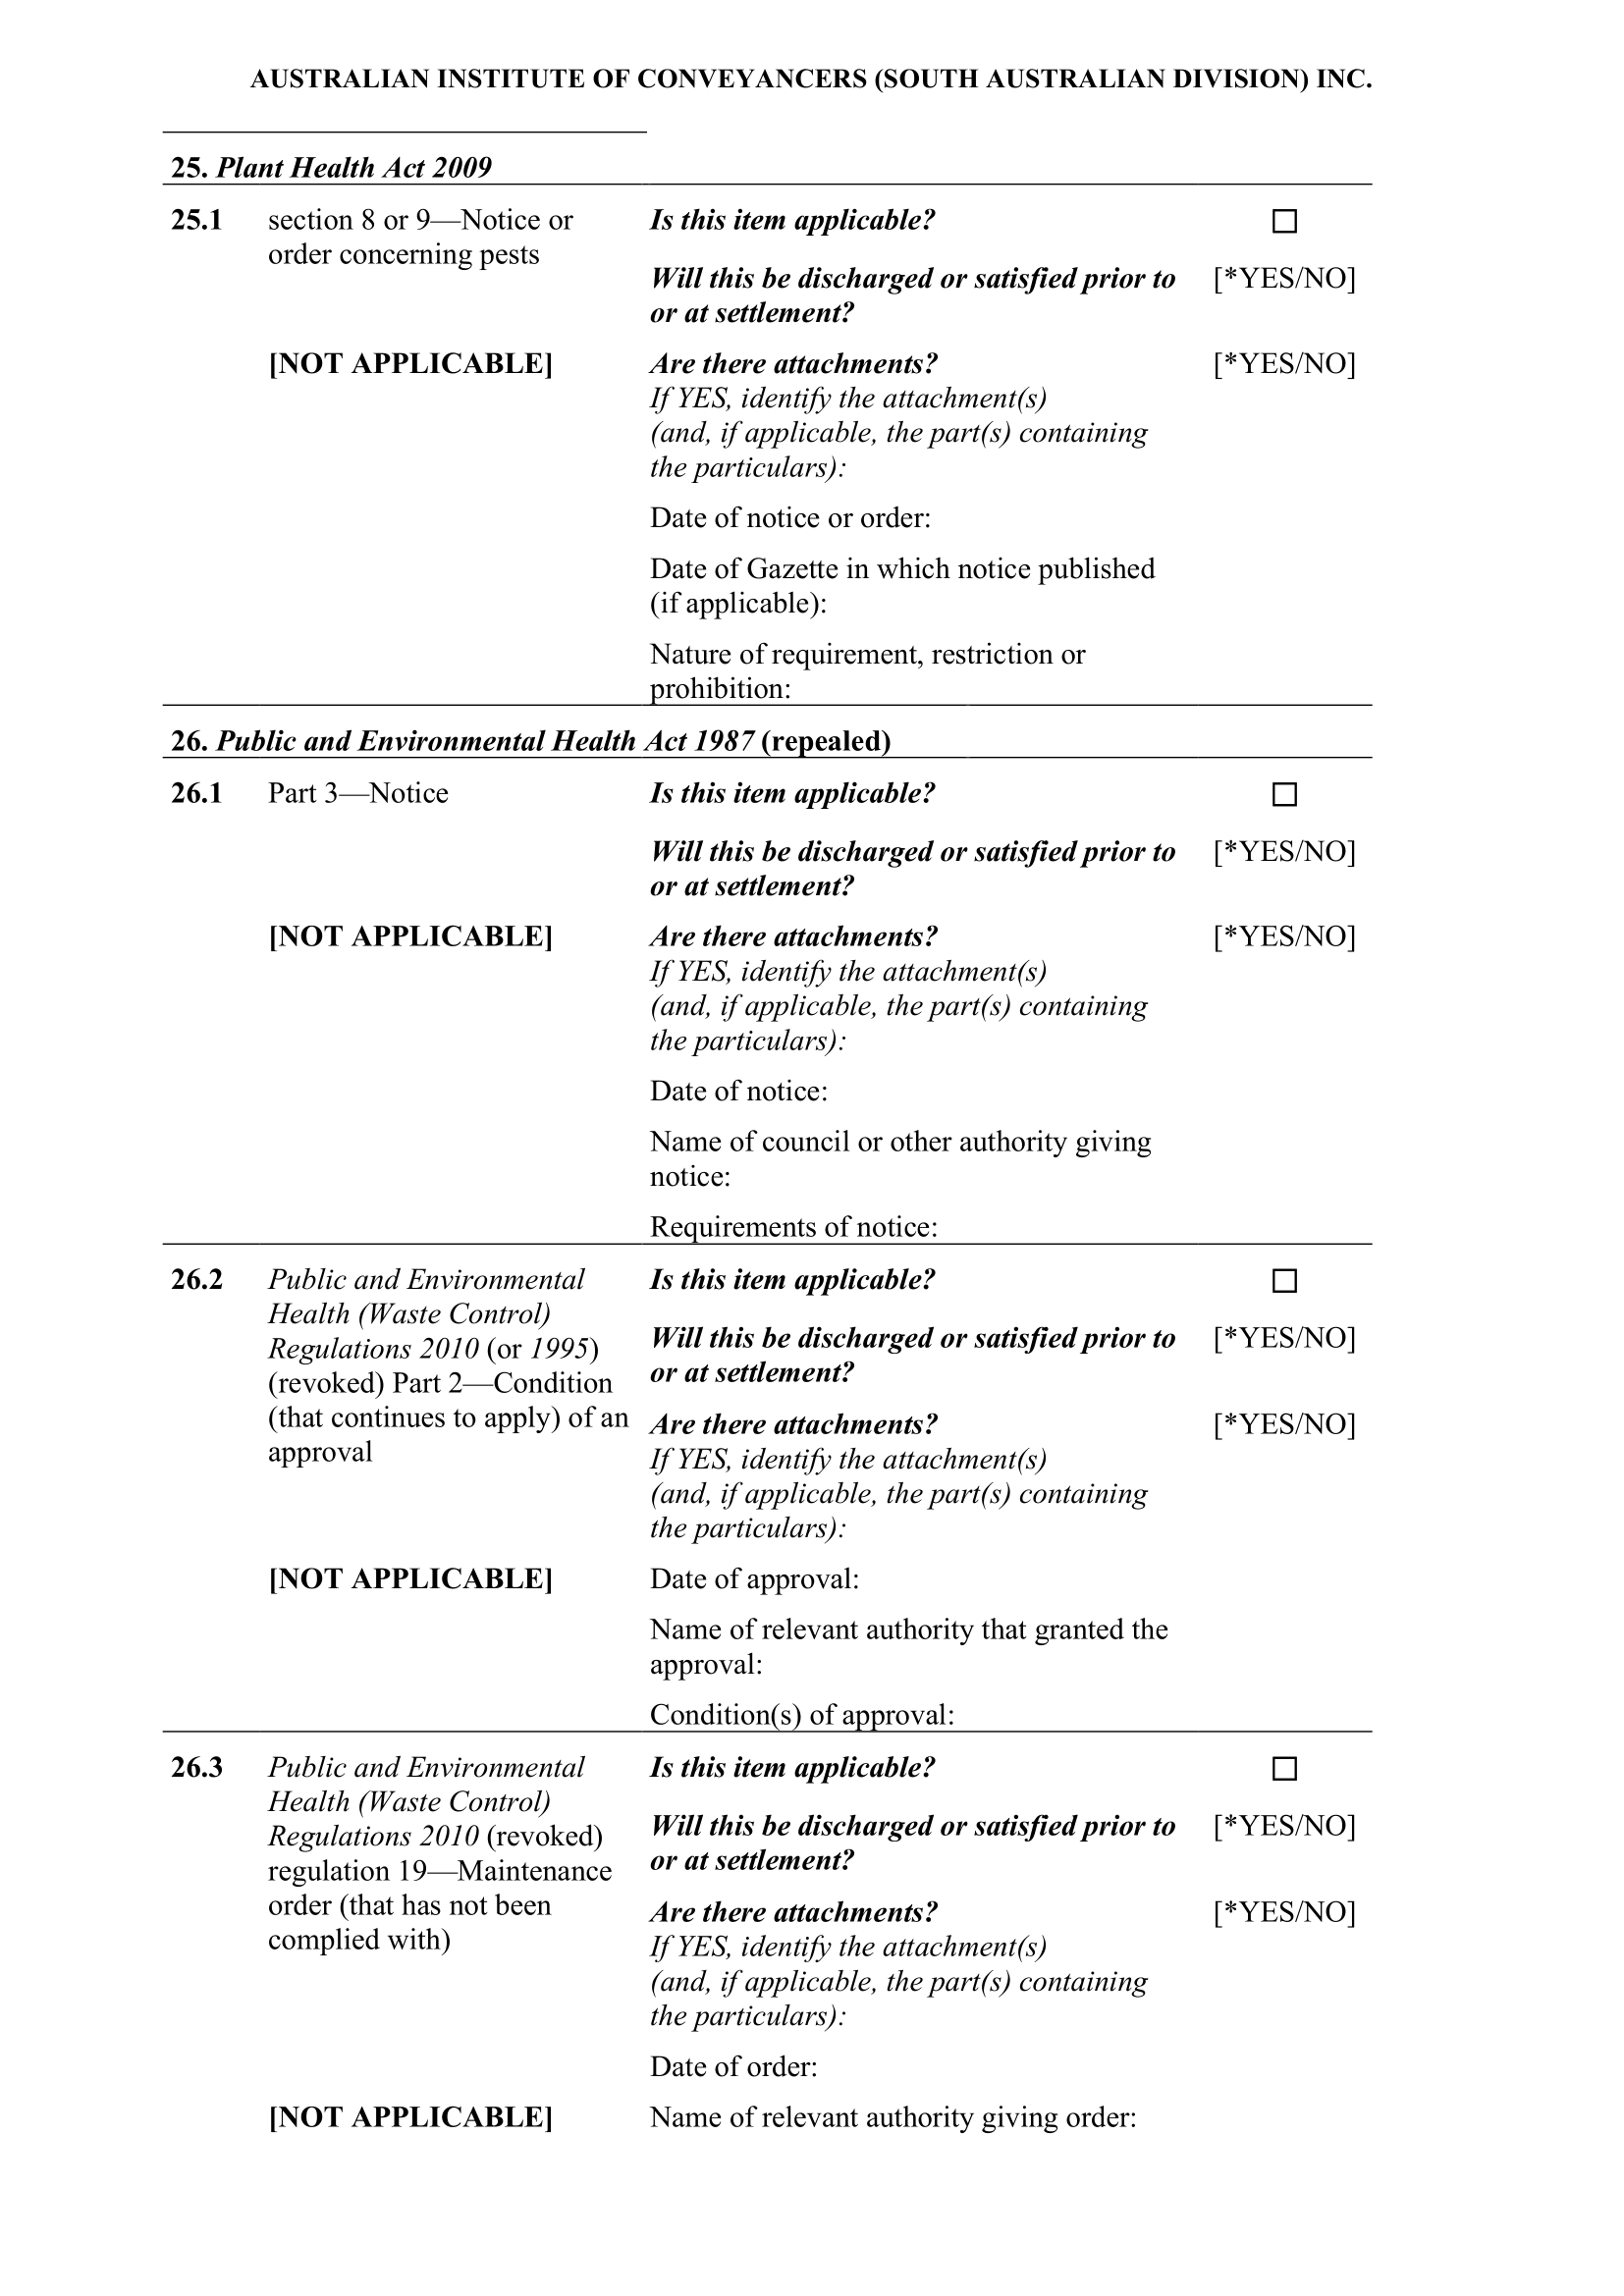 AUSTRALIAN INSTITUTE OF CONVEYANCERS (SOUTH AUSTRALIAN DIVISION) INC.
25. Plant Health Act 2009
25.1 section 8 or 9—Notice or Is this item applicable? ☐
order concerning pests
Will this be discharged or satisfied prior to [*YES/NO]
or at settlement?
[NOT APPLICABLE] Are there attachments? [*YES/NO]
If YES, identify the attachment(s)
(and, if applicable, the part(s) containing
the particulars):
Date of notice or order:
Date of Gazette in which notice published
(if applicable):
Nature of requirement, restriction or
prohibition:
26. Public and Environmental Health Act 1987 (repealed)
26.1 Part 3—Notice Is this item applicable? ☐
Will this be discharged or satisfied prior to [*YES/NO]
or at settlement?
[NOT APPLICABLE] Are there attachments? [*YES/NO]
If YES, identify the attachment(s)
(and, if applicable, the part(s) containing
the particulars):
Date of notice:
Name of council or other authority giving
notice:
Requirements of notice:
26.2 Public and Environmental Is this item applicable? ☐
Health (Waste Control)
Regulations 2010 (or 1995) Will this be discharged or satisfied prior to [*YES/NO]
(revoked) Part 2—Condition or at settlement?
(that continues to apply) of an Are there attachments? [*YES/NO]
approval If YES, identify the attachment(s)
(and, if applicable, the part(s) containing
the particulars):
[NOT APPLICABLE] Date of approval:
Name of relevant authority that granted the
approval:
Condition(s) of approval:
26.3 Public and Environmental Is this item applicable? ☐
Health (Waste Control)
Regulations 2010 (revoked) Will this be discharged or satisfied prior to [*YES/NO]
regulation 19—Maintenance or at settlement?
order (that has not been Are there attachments? [*YES/NO]
complied with) If YES, identify the attachment(s)
(and, if applicable, the part(s) containing
the particulars):
Date of order:
[NOT APPLICABLE] Name of relevant authority giving order: